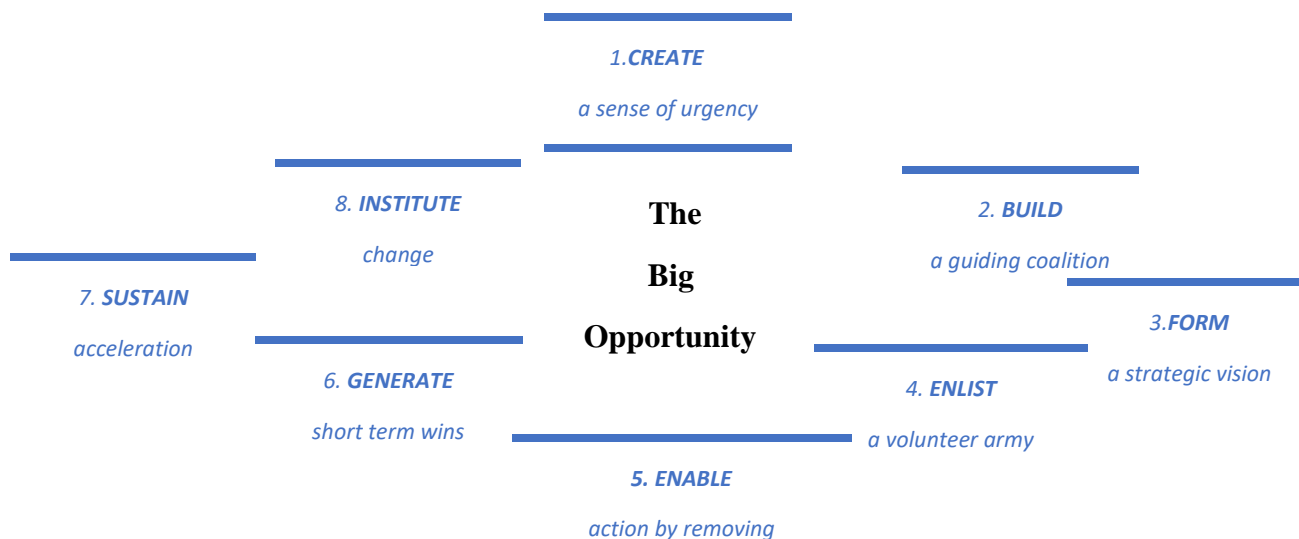 1.CREATE
a sense of urgency
The
Big
Opportunity
2. BUILD
a guiding coalition
3.FORM
a strategic vision
4. ENLIST
a volunteer army
5. ENABLE
action by removing
6. GENERATE
short term wins
7. SUSTAIN
acceleration
8. INSTITUTE
change